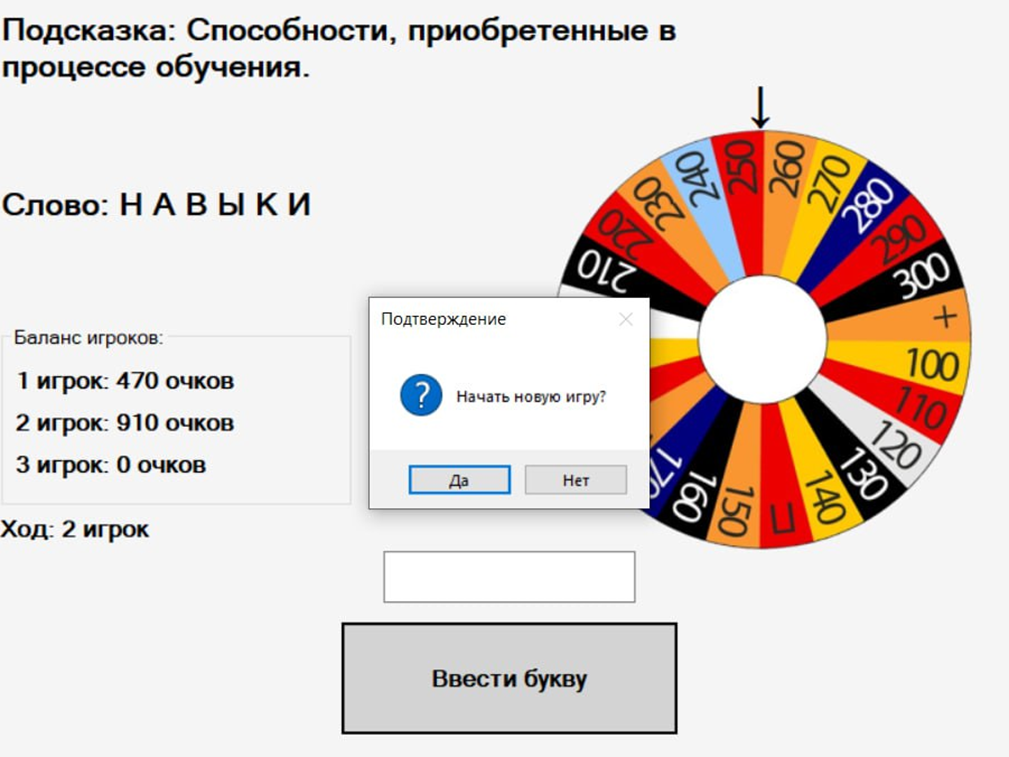 Подсказка: Способности, приобретенные в
процессе обучения.
↓
Слово: Н А В Ы К И
210
220
230
240
250
260
270
280
290
300
+
100
110
120
130
140
П
150
160
170
Баланс игроков:
1 игрок: 470 очков
2 игрок: 910 очков
3 игрок: 0 очков
Ход: 2 игрок
Подтверждение
?
Начать новую игру?
Да
Нет
Ввести букву